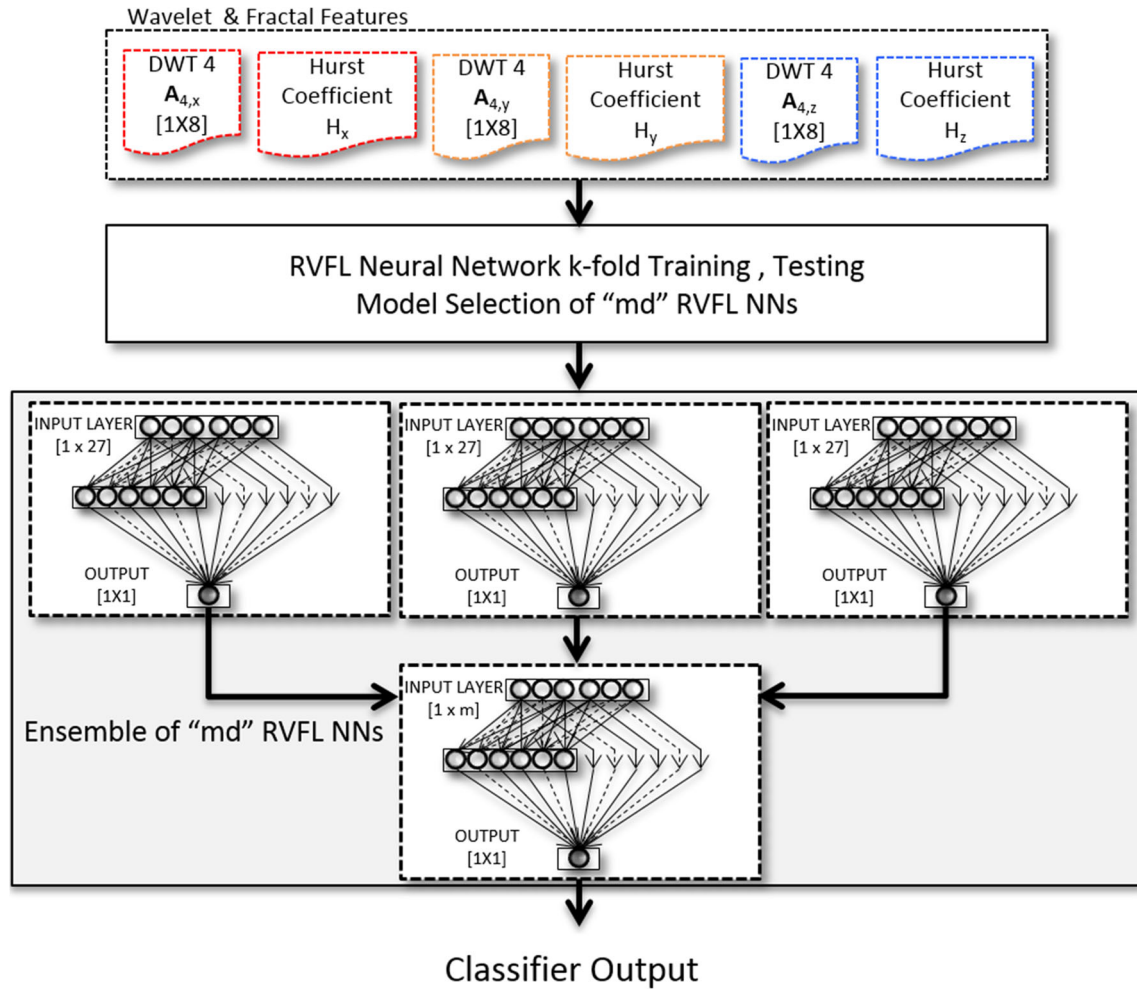 Wavelet & Fractal Features
DWT 4
A4,x
[1X8]
Hurst
Coefficient
Hx
DWT 4
A4,y
[1X8]
Hurst
Coefficient
Hy
DWT 4
A4,z
[1X8]
Hurst
Coefficient
Hz
RVFL Neural Network k-fold Training , Testing
Model Selection of “md” RVFL NNs
INPUT LAYER
[1 x 27]
OUTPUT
[1X1]
INPUT LAYER
[1 x 27]
OUTPUT
[1X1]
INPUT LAYER
[1 x 27]
OUTPUT
[1X1]
Ensemble of “md” RVFL NNs
INPUT LAYER
[1 x m]
OUTPUT
[1X1]
Classifier Output